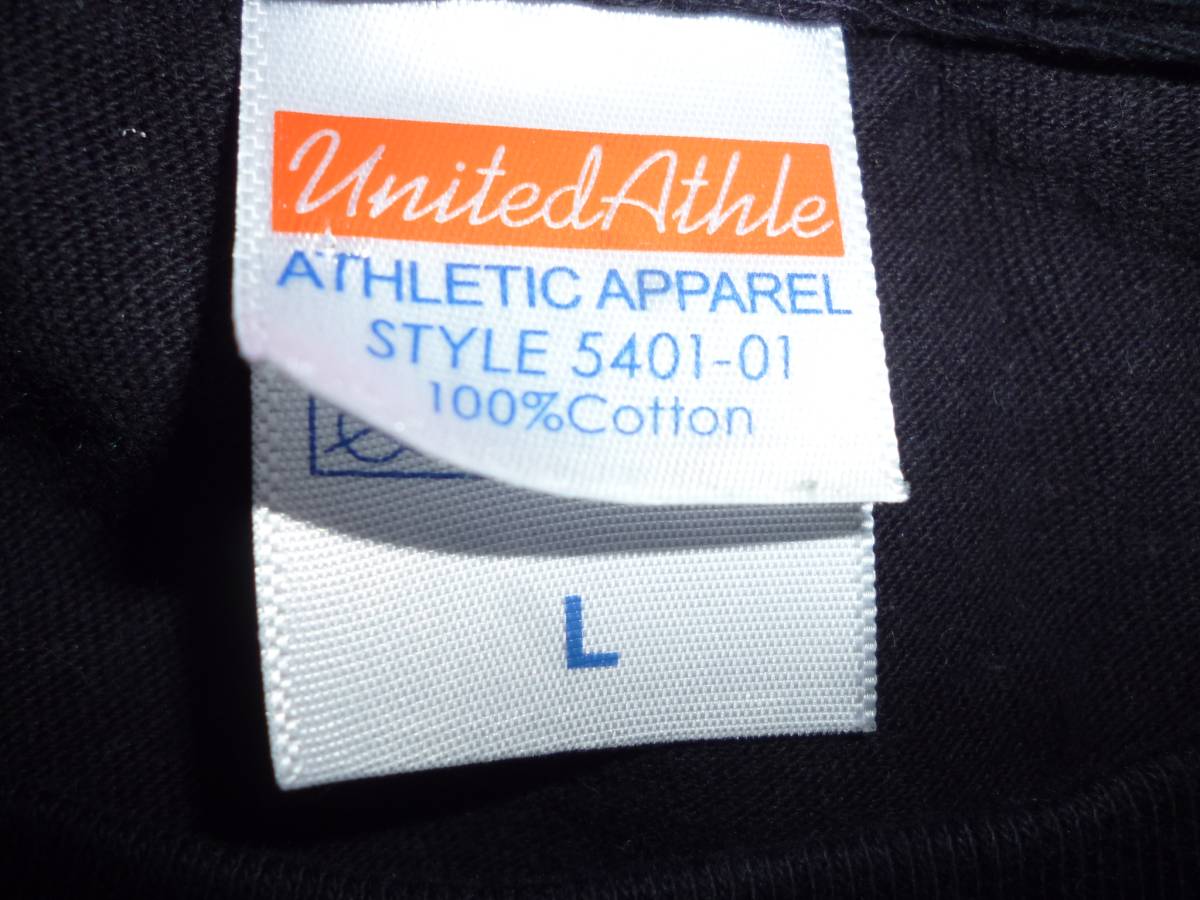 UnitedAthle
ATHLETIC APPAREL
STYLE 5401-01
100%Cotton
L